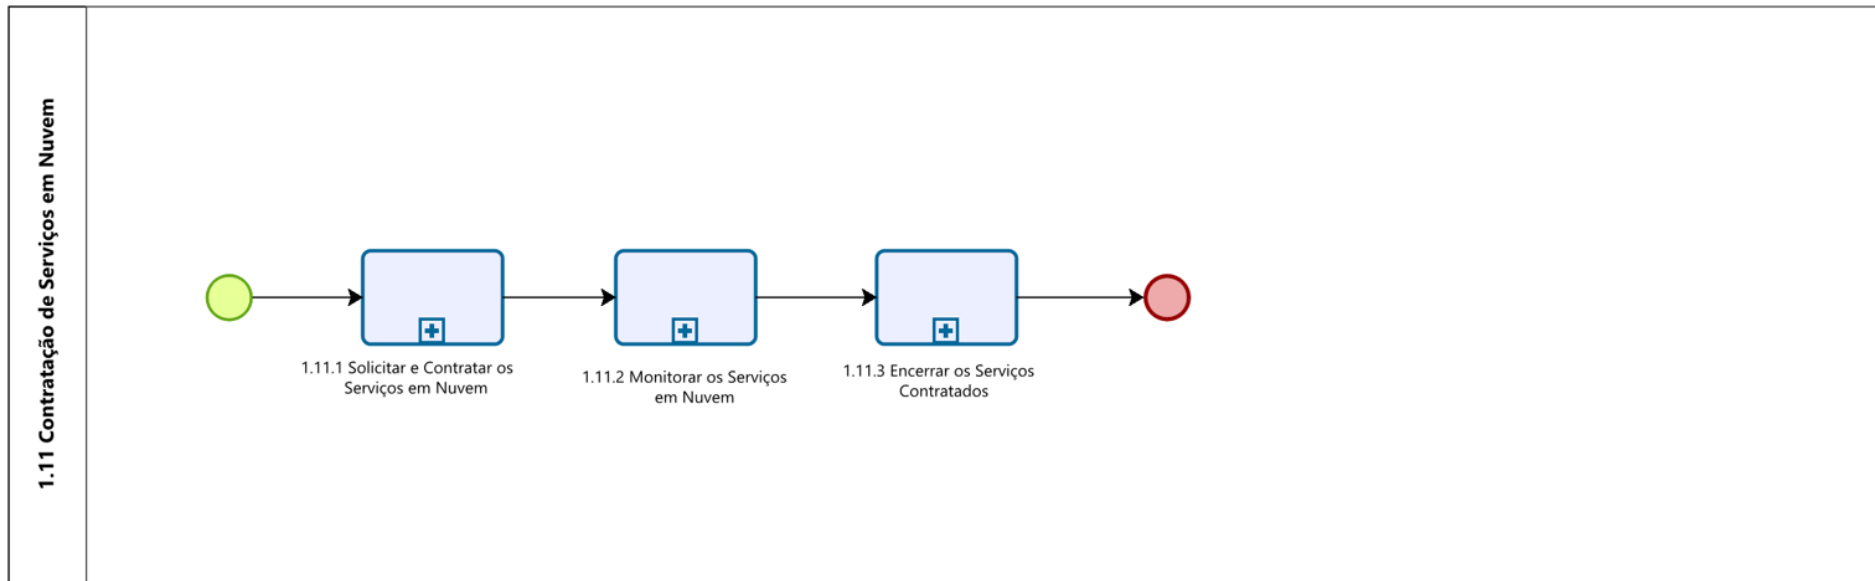 1.11 Contratação de Serviços em Nuvem
1.11.1 Solicitar e Contratar os
Serviços em Nuvem
1.11.2 Monitorar os Serviços
em Nuvem
1.11.3 Encerrar os Serviços
Contratados